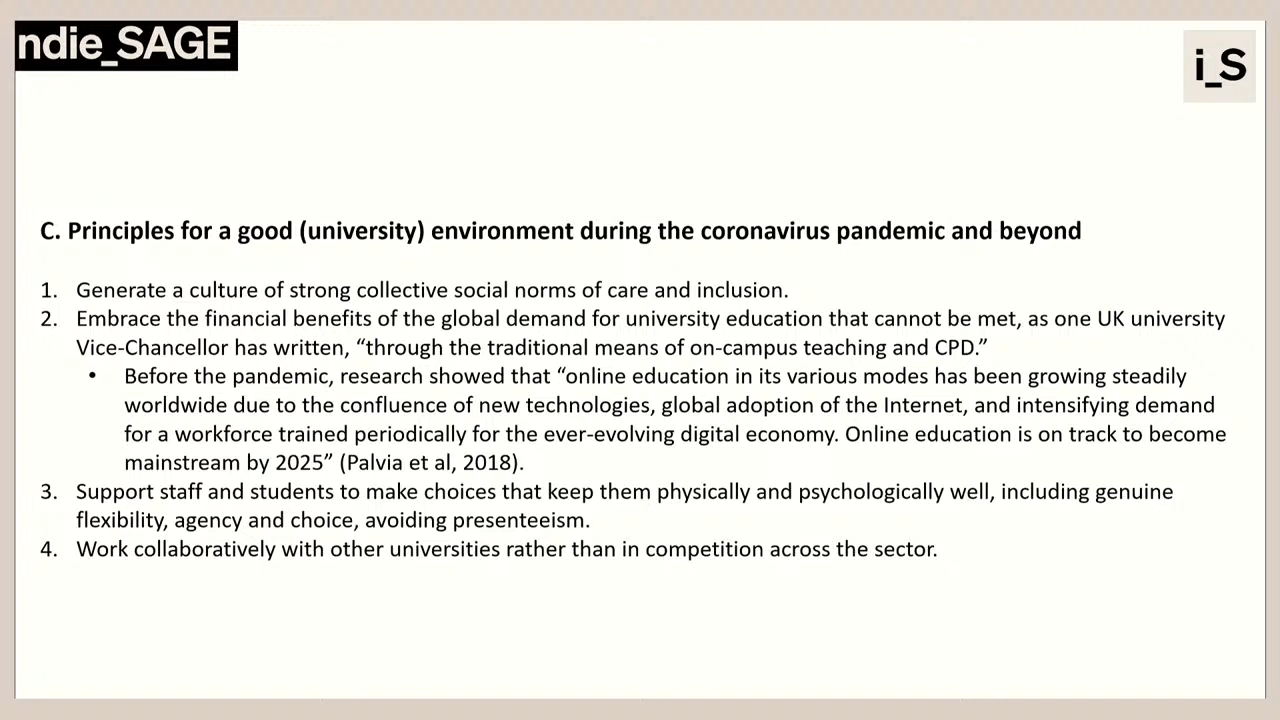 ndie_SAGE
i_S
C. Principles for a good (university) environment during the coronavirus pandemic and beyond
1. Generate a culture of strong collective social norms of care and inclusion.
2. Embrace the financial benefits of the global demand for university education that cannot be met, as one UK university
Vice-Chancellor has written, “through the traditional means of on-campus teaching and CPD.”
• Before the pandemic, research showed that “online education in its various modes has been growing steadily
worldwide due to the confluence of new technologies, global adoption of the Internet, and intensifying demand
for a workforce trained periodically for the ever-evolving digital economy. Online education is on track to become
mainstream by 2025” (Palvia et al, 2018).
3. Support staff and students to make choices that keep them physically and psychologically well, including genuine
flexibility, agency and choice, avoiding presenteeism.
4. Work collaboratively with other universities rather than in competition across the sector.